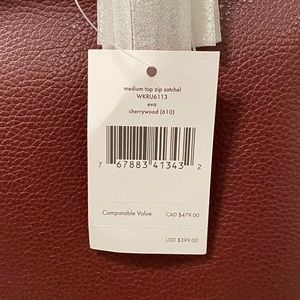 medium top zip satchel
WKRU6113
eva
cherrywood (610)
7 67883 41343 2
Comparable Value CAD $479.00
USD $399.00